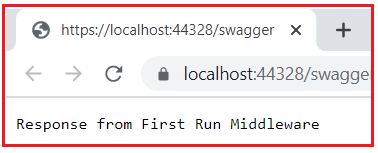 https://localhost:44328/swagger
localhost:44328/swagge
Response from First Run Middleware